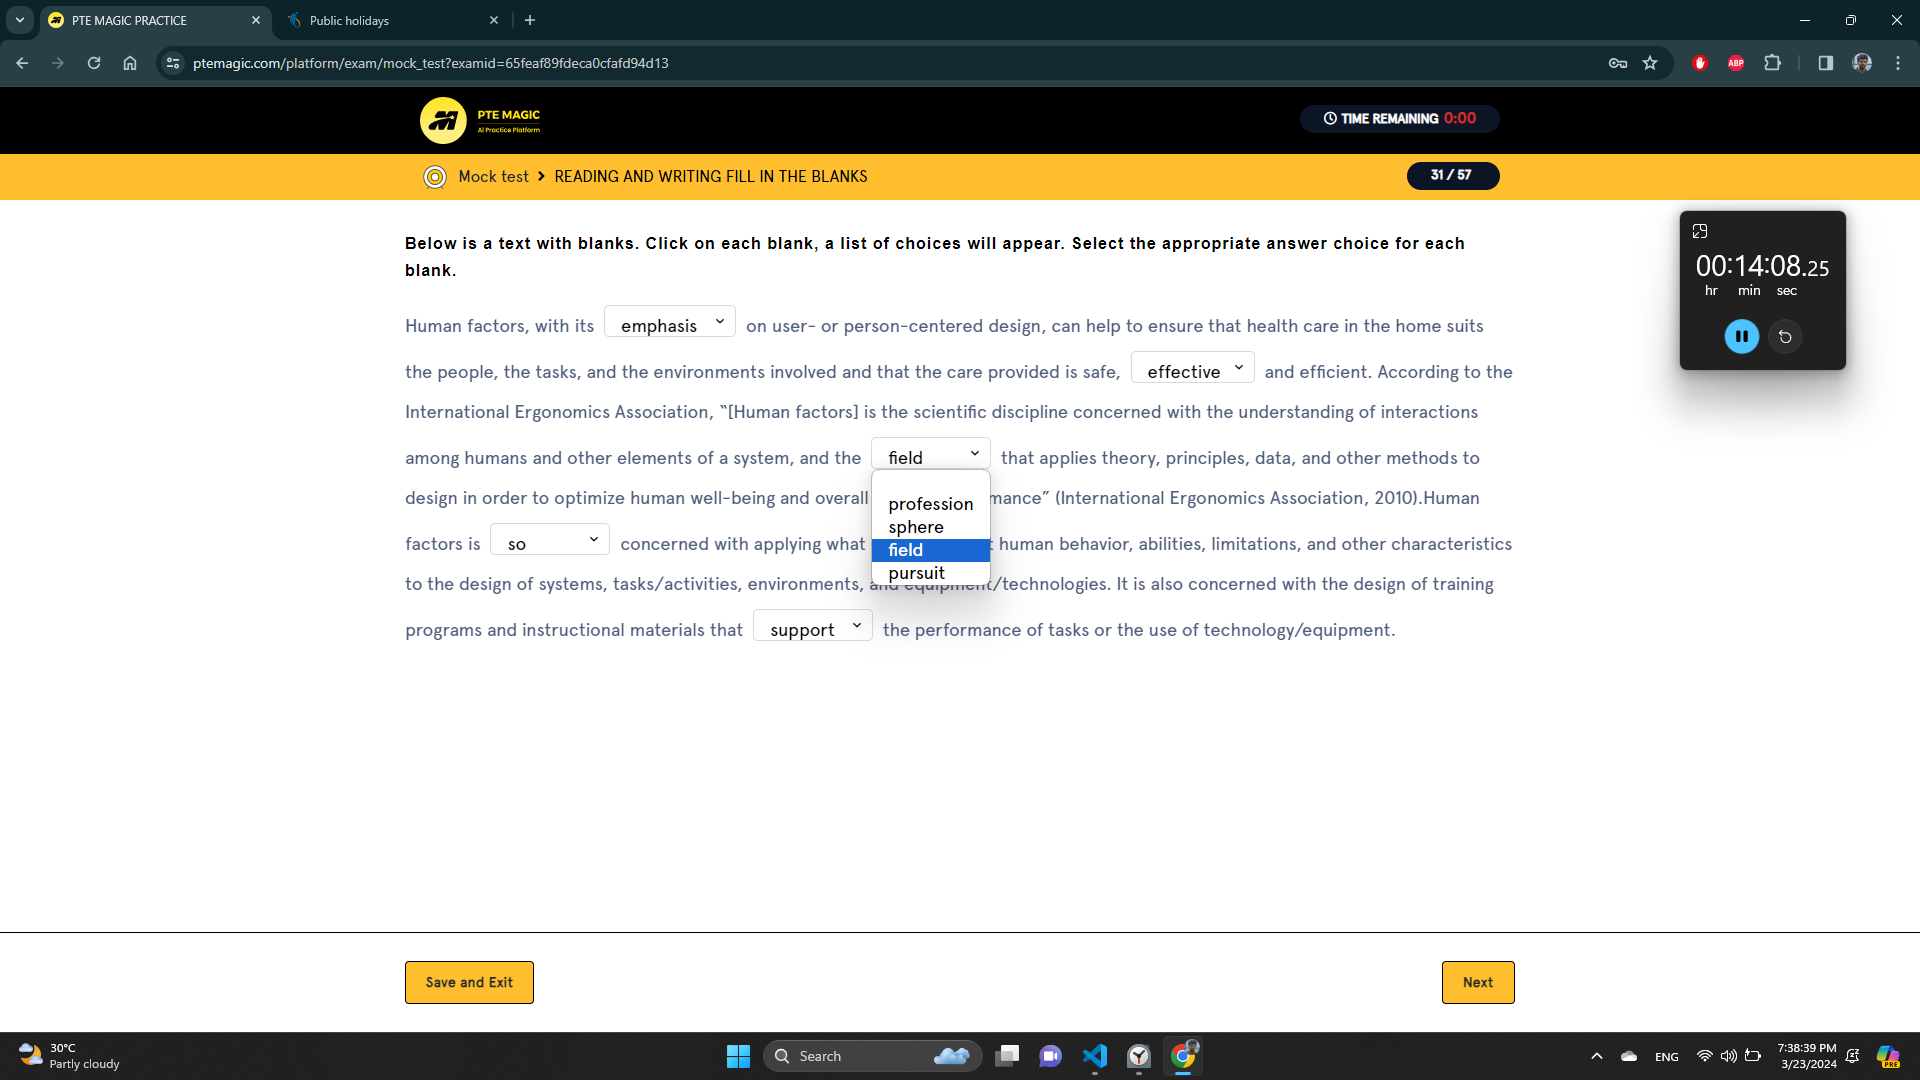 PTE MAGIC PRACTICE
Public holidays
ptemagic.com/platform/exam/mock_test?examid=65feaf89fdeca0cfafd94d13
ABP
PTE MAGIC
AI Practice Platform
TIME REMAINING 0:00
Mock test > READING AND WRITING FILL IN THE BLANKS
31 / 57
Below is a text with blanks. Click on each blank, a list of choices will appear. Select the appropriate answer choice for each
blank.
00:14:08.25
hr min sec
Human factors, with its emphasis on user- or person-centered design, can help to ensure that health care in the home suits
the people, the tasks, and the environments involved and that the care provided is safe, effective and efficient. According to the
International Ergonomics Association, “[Human factors] is the scientific discipline concerned with the understanding of interactions
among humans and other elements of a system, and the field that applies theory, principles, data, and other methods to
design in order to optimize human well-being and overall mance” (International Ergonomics Association, 2010).Human
factors is so concerned with applying what human behavior, abilities, limitations, and other characteristics
to the design of systems, tasks/activities, environments, and equipment/technologies. It is also concerned with the design of training
programs and instructional materials that support the performance of tasks or the use of technology/equipment.
profession
sphere
field
pursuit
Save and Exit
Next
30°C
Partly cloudy
Search
ENG
7:38:39 PM
3/23/2024
PRE